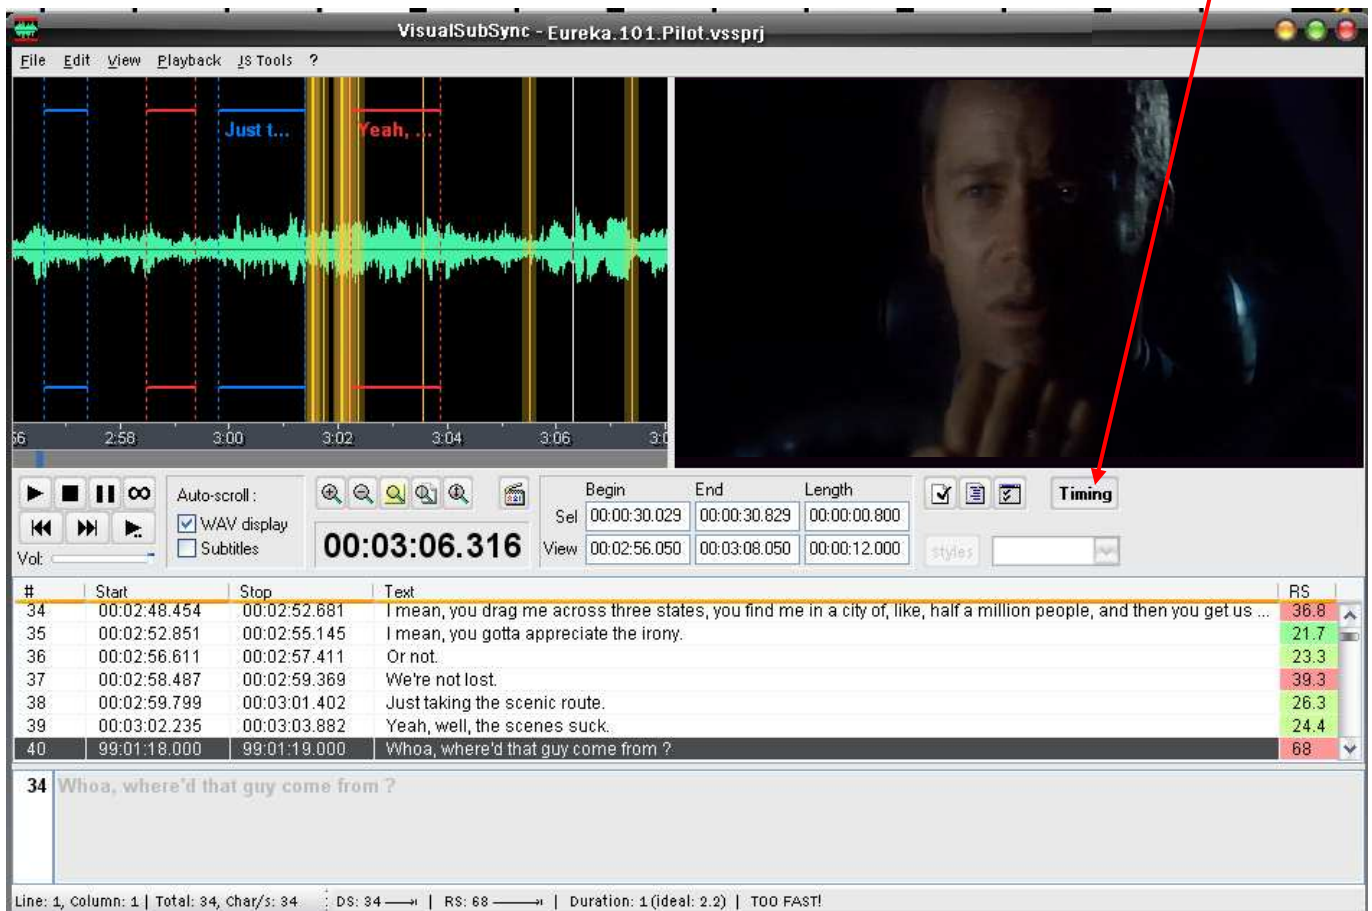 VisualSubSync - Eureka.101.Pilot.vssprj
File Edit View Playback JS Tools ?
Just t... Yeah, ...
56 2:58 3:00 3:02 3:04 3:06 3:0
Auto-scroll :
WAV display
Subtitles
Vol:
00:03:06.316
Begin End Length
Sel 00:00:30.029 00:00:30.829 00:00:00.800
View 00:02:56.050 00:03:08.050 00:00:12.000
Timing
styles
# Start Stop Text RS
34 00:02:48.454 00:02:52.681 I mean, you drag me across three states, you find me in a city of, like, half a million people, and then you get us ... 36.8
35 00:02:52.851 00:02:55.145 I mean, you gotta appreciate the irony. 21.7
36 00:02:56.611 00:02:57.411 Or not. 23.3
37 00:02:58.487 00:02:59.369 We're not lost. 39.3
38 00:02:59.799 00:03:01.402 Just taking the scenic route. 26.3
39 00:03:02.235 00:03:03.882 Yeah, well, the scenes suck. 24.4
40 99:01:18.000 99:01:19.000 Whoa, where'd that guy come from ? 68
34 Whoa, where'd that guy come from ?
Line: 1, Column: 1 | Total: 34, Char/s: 34 DS: 34 | RS: 68 | Duration: 1 (ideal: 2.2) | TOO FAST!